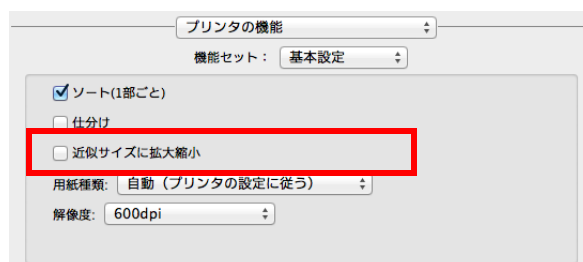 プリンタの機能
機能セット： 基本設定
ソート(1部ごと)
仕分け
近似サイズに拡大縮小
用紙種類: 自動（プリンタの設定に従う）
解像度: 600dpi